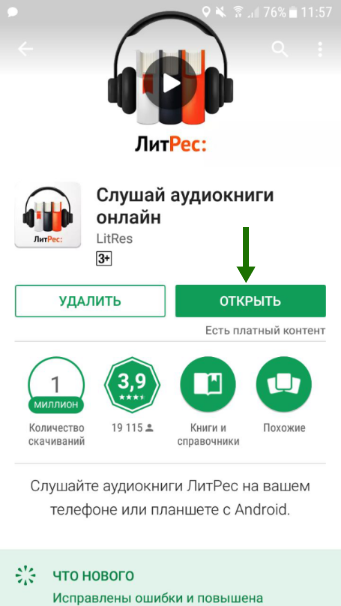 76% 11:57
ЛитРес:
Слушай аудиокниги
онлайн
ЛитРес:
LitRes
3+
УДАЛИТЬ
ОТКРЫТЬ
Есть платный контент
1
МИЛЛИОН
3,9
Количество
скачиваний
19 115
Книги и
справочники
Похожие
Слушайте аудиокниги ЛитРес на вашем
телефоне или планшете с Android.
ЧТО НОВОГО
Исправлены ошибки и повышена